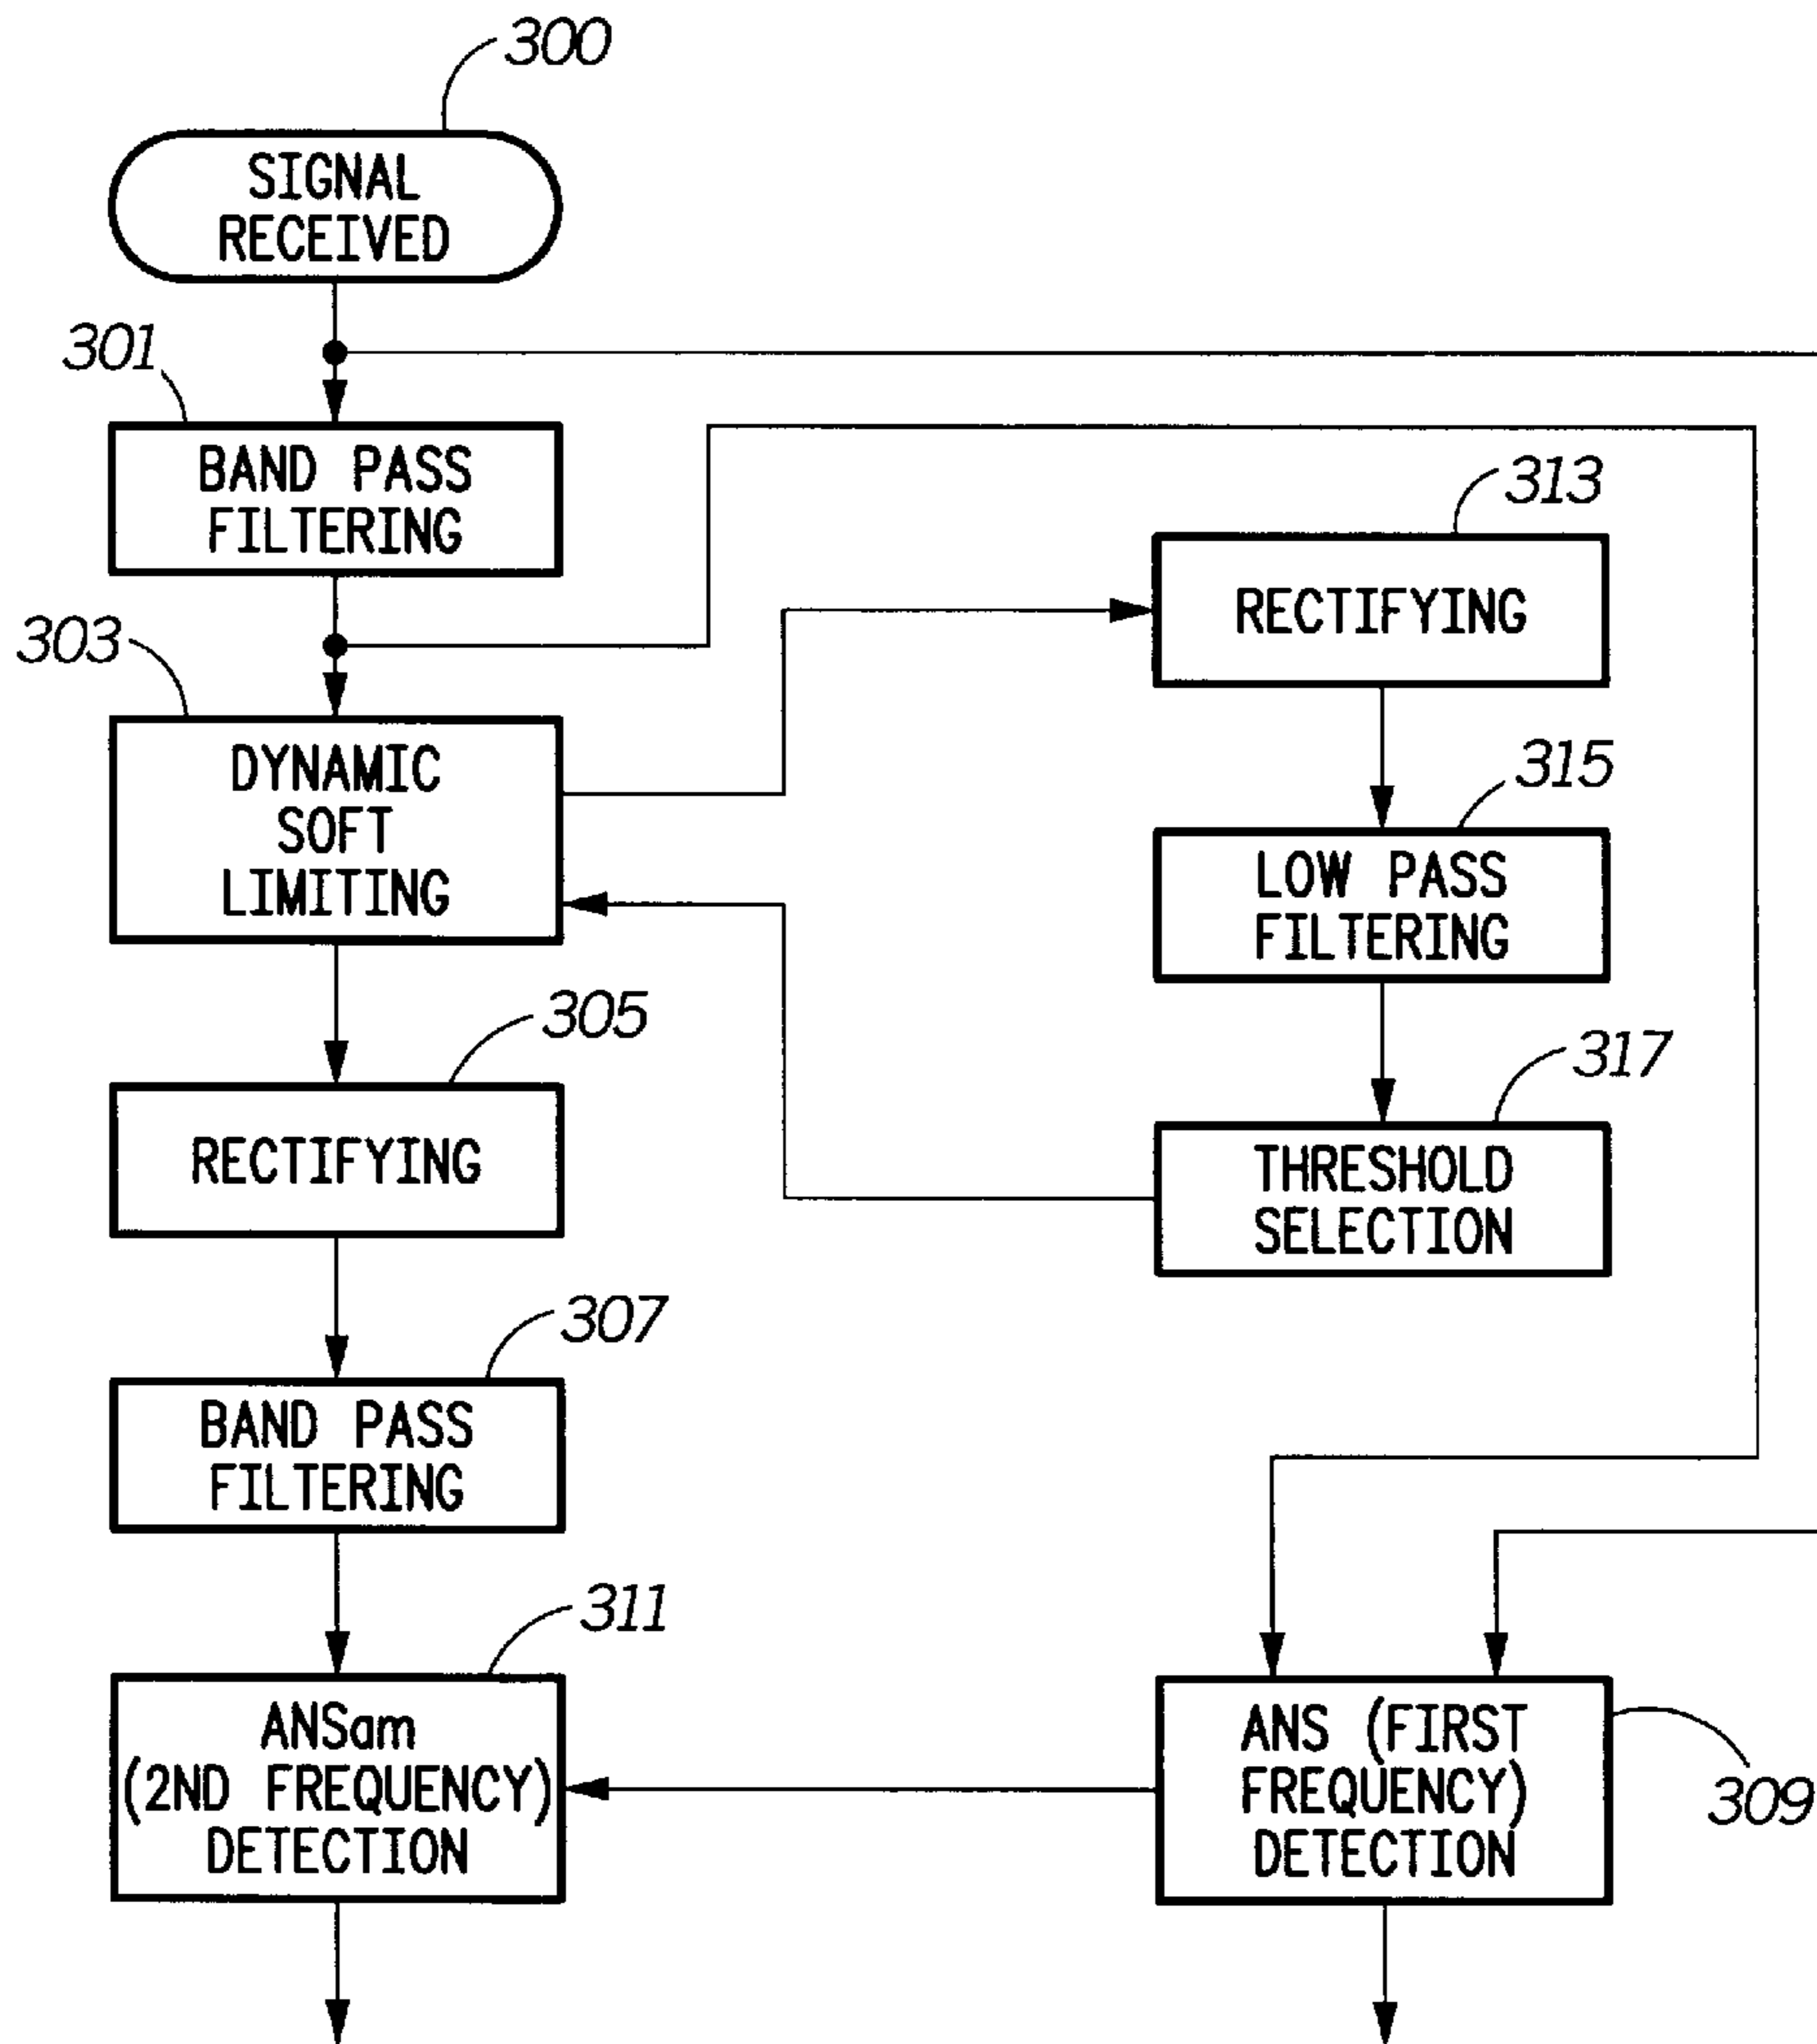 300
SIGNAL
RECEIVED
301
BAND PASS
FILTERING
303
DYNAMIC
SOFT
LIMITING
305
RECTIFYING
307
BAND PASS
FILTERING
311
ANSam
(2ND FREQUENCY)
DETECTION
313
RECTIFYING
315
LOW PASS
FILTERING
317
THRESHOLD
SELECTION
ANS (FIRST
FREQUENCY)
DETECTION
309